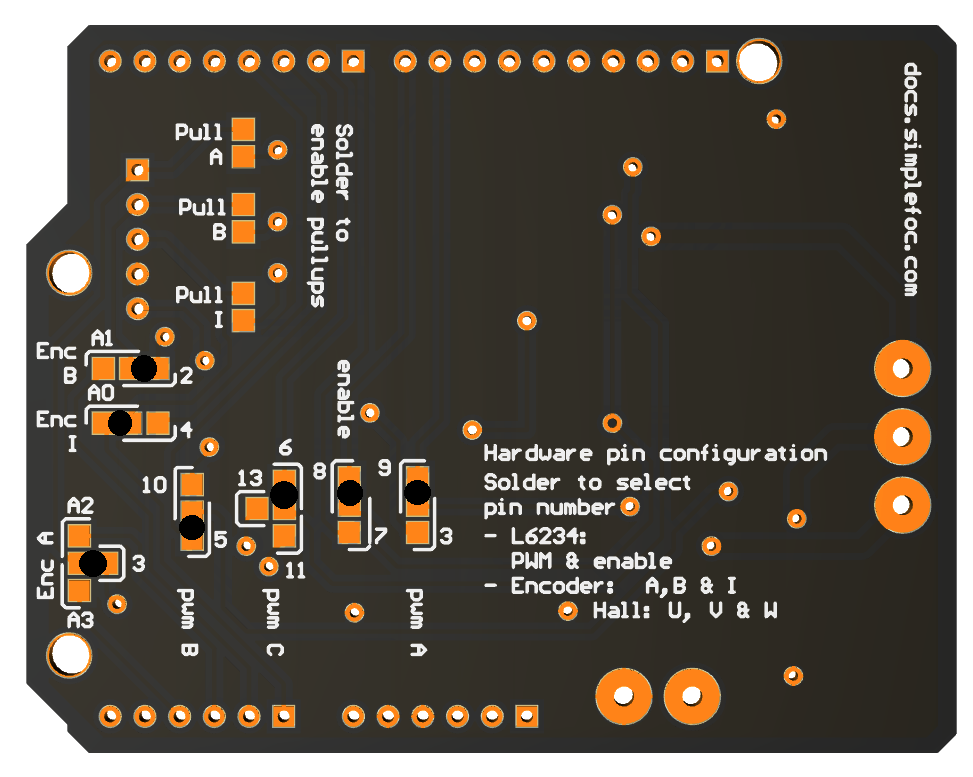 docs.simplefoc.com
Solder to
enable pullups
Pull
A
Pull
B
Pull
I
A1
Enc
B
2
A0
Enc
I
4
enable
10
5
pwm B
6
13
11
pwm C
8
7
9
3
pwm A
A2
Enc A
3
A3
Hardware pin configuration
Solder to select
pin number
- L6234:
PWM & enable
- Encoder: A,B & I
Hall: U, V & W